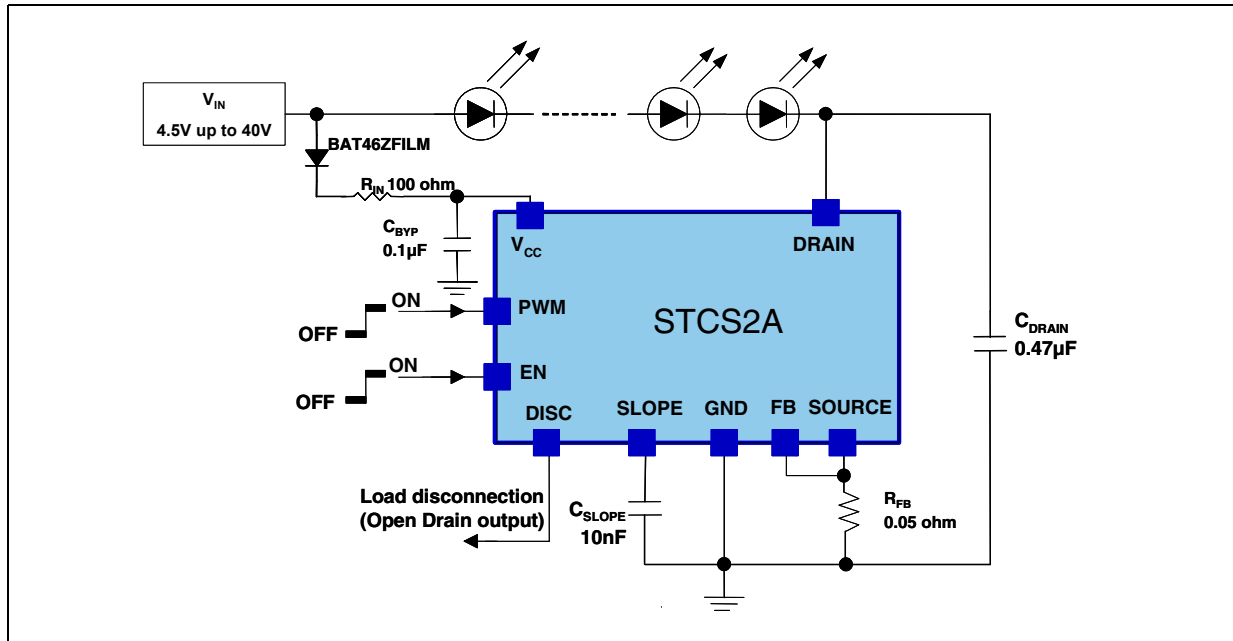 VIN
4.5V up to 40V
BAT46ZFILM
RIN 100 ohm
CBYP
0.1µF
VCC
DRAIN
STCS2A
PWM
ON
OFF
EN
ON
OFF
DISC
SLOPE
GND
FB
SOURCE
CDRAIN
0.47µF
Load disconnection
(Open Drain output)
CSLOPE
10nF
RFB
0.05 ohm